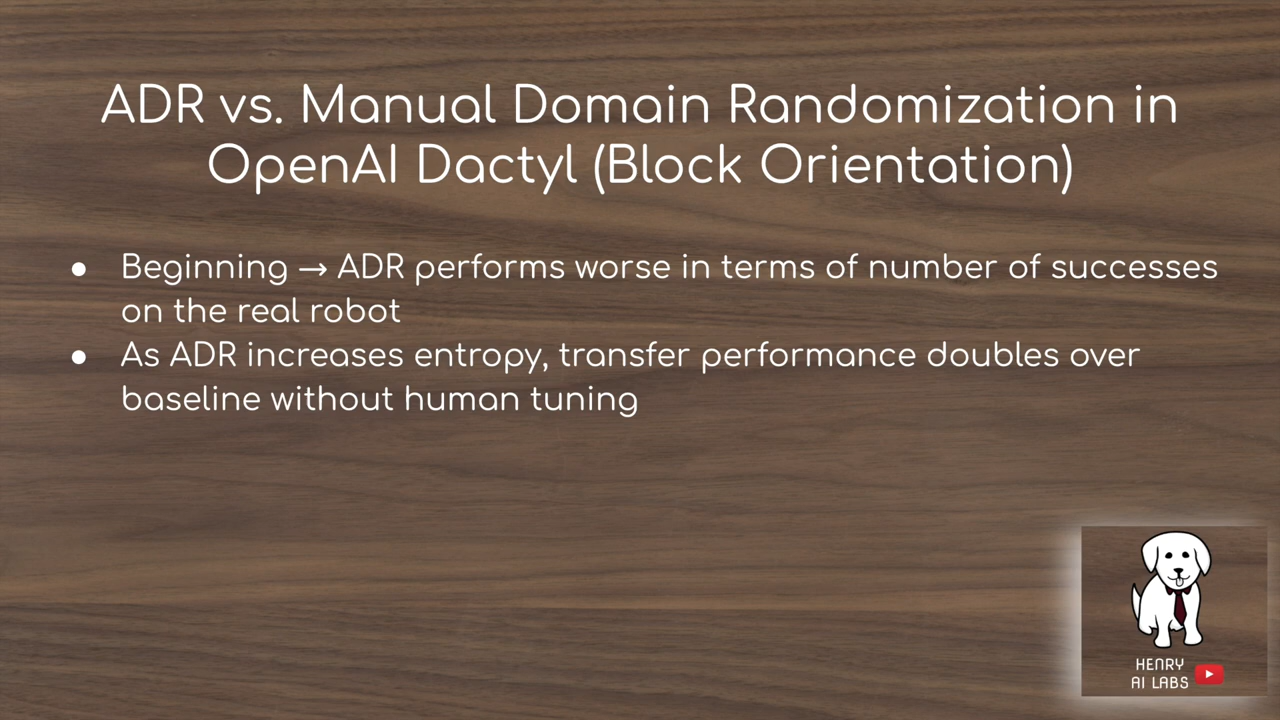 ADR vs. Manual Domain Randomization in
OpenAI Dactyl (Block Orientation)
● Beginning → ADR performs worse in terms of number of successes
on the real robot
● As ADR increases entropy, transfer performance doubles over
baseline without human tuning
HENRY
AI LABS